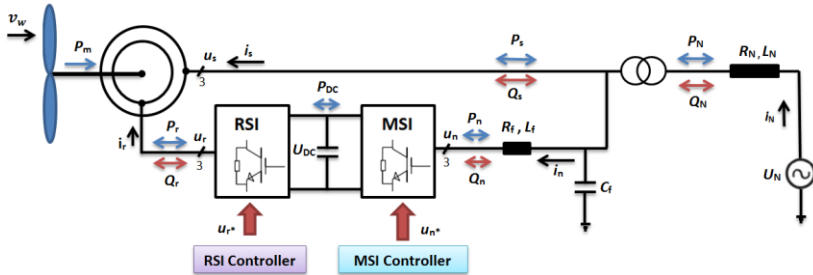 v_w
P_m
u_s
3
i_s
P_s
Q_s
P_N
Q_N
R_N, L_N
i_r
P_r
Q_r
u_r
3
RSI
P_DC
U_DC
MSI
u_n
3
P_n
Q_n
R_f , L_f
i_n
C_f
i_N
U_N
u_r*
u_n*
RSI Controller
MSI Controller